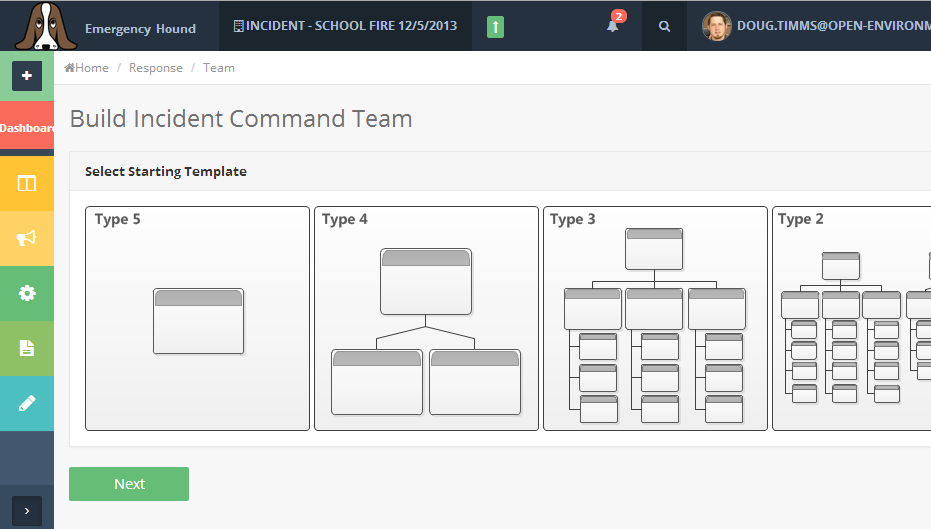 Emergency Hound
INCIDENT - SCHOOL FIRE 12/5/2013
2
DOUG.TIMMS@OPEN-ENVIRONM
Home / Response / Team
Dashboard
Build Incident Command Team
Select Starting Template
Type 5
Type 4
Type 3
Type 2
Next